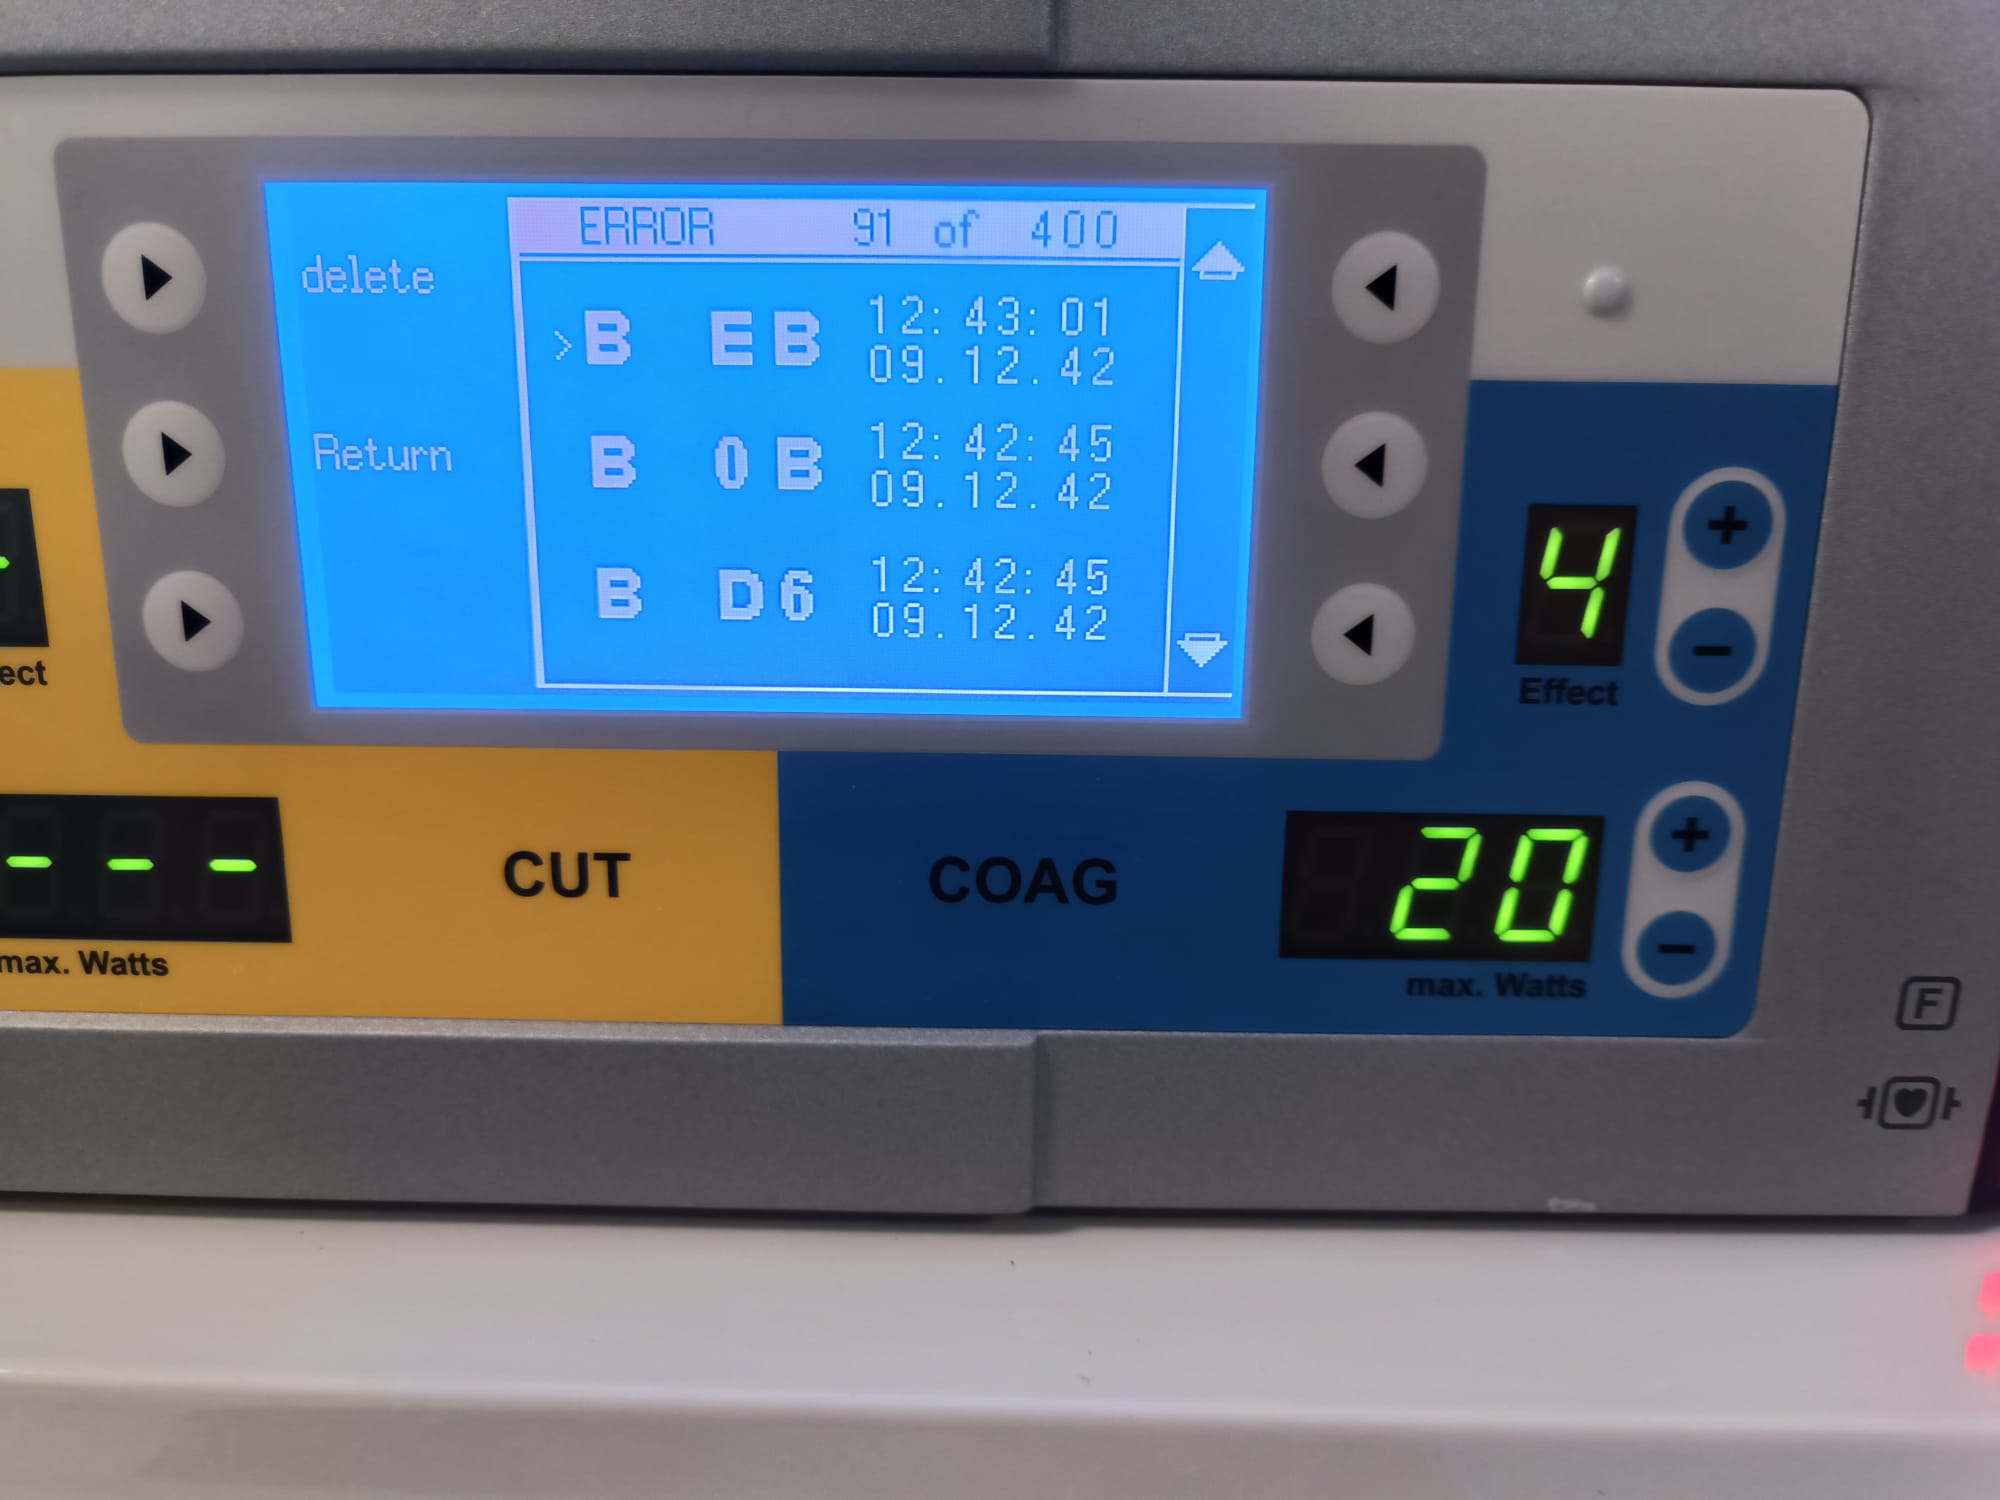 ERROR 91 of 400
delete
>B EB 12:43:01
09.12.42
Return
B 0B 12:42:45
09.12.42
B D6 12:42:45
09.12.42
4
ect
Effect
+
-
- - -
CUT
COAG
20
+
-
max. Watts
max. Watts
F